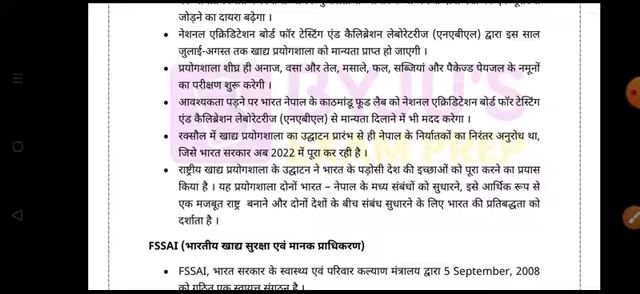 जोड़ने का दायरा बढ़ेगा ।
• नेशनल एक्रिडिटेशन बोर्ड फॉर टेस्टिंग एंड कैलिब्रेशन लेबोरेटरीज (एनएबीएल) द्वारा इस साल
जुलाई-अगस्त तक खाद्य प्रयोगशाला को मान्यता प्राप्त हो जाएगी ।
• प्रयोगशाला शीघ्र ही अनाज, वसा और तेल, मसाले, फल, सब्जियां और पैकेज्ड पेयजल के नमूनों
का परीक्षण शुरू करेगी ।
• आवश्यकता पड़ने पर भारत नेपाल के काठमांडू फूड लैब को नेशनल एक्रिडिटेशन बोर्ड फॉर टेस्टिंग
एंड कैलिब्रेशन लेबोरेटरीज (एनएबीएल) से मान्यता दिलाने में भी मदद करेगा ।
• रक्सौल में खाद्य प्रयोगशाला का उद्घाटन प्रारंभ से ही नेपाल के निर्यातकों का निरंतर अनुरोध था,
जिसे भारत सरकार अब 2022 में पूरा कर रही है ।
• राष्ट्रीय खाद्य प्रयोगशाला के उद्घाटन ने भारत के पड़ोसी देश की इच्छाओं को पूरा करने का प्रयास
किया है । यह प्रयोगशाला दोनों भारत – नेपाल के मध्य संबंधों को सुधारने, इसे आर्थिक रूप से
एक मजबूत राष्ट्र बनाने और दोनों देशों के बीच संबंध सुधारने के लिए भारत की प्रतिबद्धता को
दर्शाता है ।
FSSAI (भारतीय खाद्य सुरक्षा एवं मानक प्राधिकरण)
• FSSAI, भारत सरकार के स्वास्थ्य एवं परिवार कल्याण मंत्रालय द्वारा 5 September, 2008
को गठित एक स्वायत्त संगठन है ।